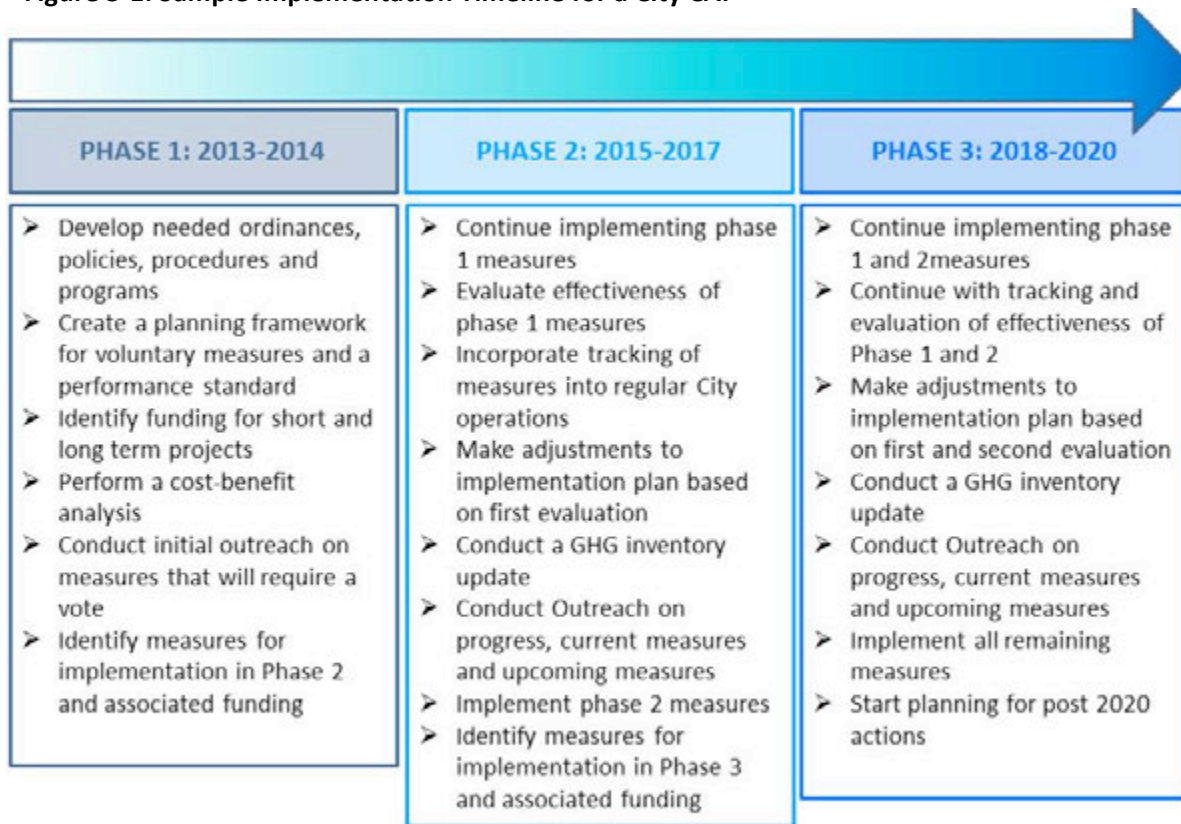 PHASE 1: 2013-2014
➤ Develop needed ordinances,
policies, procedures and
programs
➤ Create a planning framework
for voluntary measures and a
performance standard
➤ Identify funding for short and
long term projects
➤ Perform a cost-benefit
analysis
➤ Conduct initial outreach on
measures that will require a
vote
➤ Identify measures for
implementation in Phase 2
and associated funding
PHASE 2: 2015-2017
➤ Continue implementing phase
1 measures
➤ Evaluate effectiveness of
phase 1 measures
➤ Incorporate tracking of
measures into regular City
operations
➤ Make adjustments to
implementation plan based
on first evaluation
➤ Conduct a GHG inventory
update
➤ Conduct Outreach on
progress, current measures
and upcoming measures
➤ Implement phase 2 measures
➤ Identify measures for
implementation in Phase 3
and associated funding
PHASE 3: 2018-2020
➤ Continue implementing phase
1 and 2measures
➤ Continue with tracking and
evaluation of effectiveness of
Phase 1 and 2
➤ Make adjustments to
implementation plan based
on first and second evaluation
➤ Conduct a GHG inventory
update
➤ Conduct Outreach on
progress, current measures
and upcoming measures
➤ Implement all remaining
measures
➤ Start planning for post 2020
actions